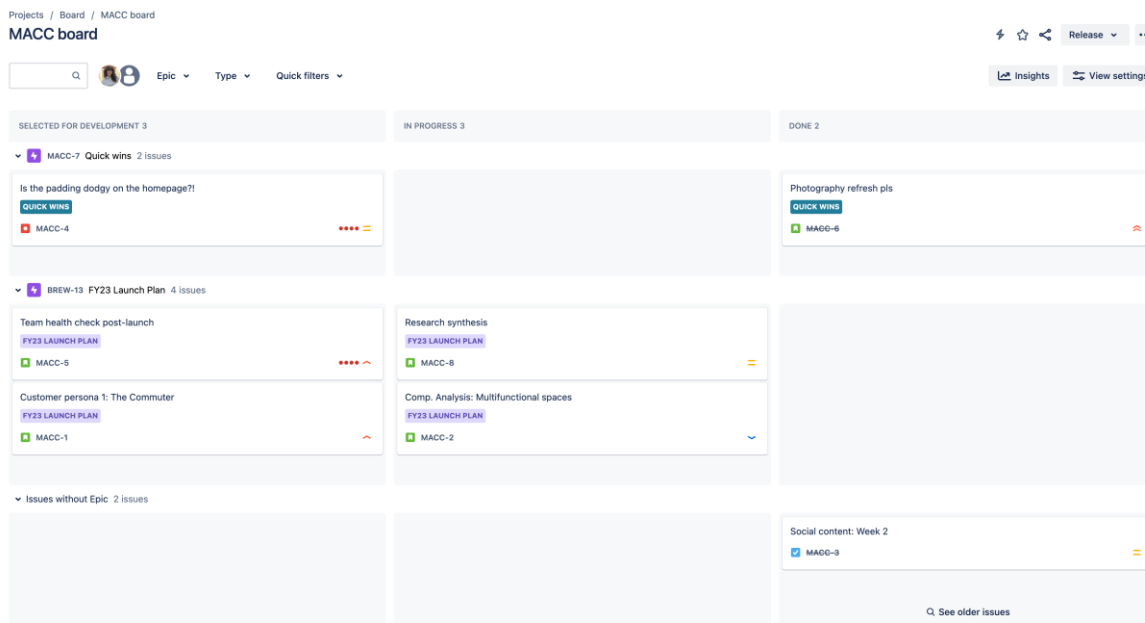 Projects / Board / MACC board
MACC board
Release
Epic
Type
Quick filters
Insights
View settings
SELECTED FOR DEVELOPMENT 3
IN PROGRESS 3
DONE 2
MACC-7 Quick wins 2 issues
Is the padding dodgy on the homepage?!
QUICK WINS
MACC-4
Photography refresh pls
QUICK WINS
MACC-6
BREW-13 FY23 Launch Plan 4 issues
Team health check post-launch
FY23 LAUNCH PLAN
MACC-5
Research synthesis
FY23 LAUNCH PLAN
MACC-8
Customer persona 1: The Commuter
FY23 LAUNCH PLAN
MACC-1
Comp. Analysis: Multifunctional spaces
FY23 LAUNCH PLAN
MACC-2
Issues without Epic 2 issues
Social content: Week 2
MACC-3
See older issues